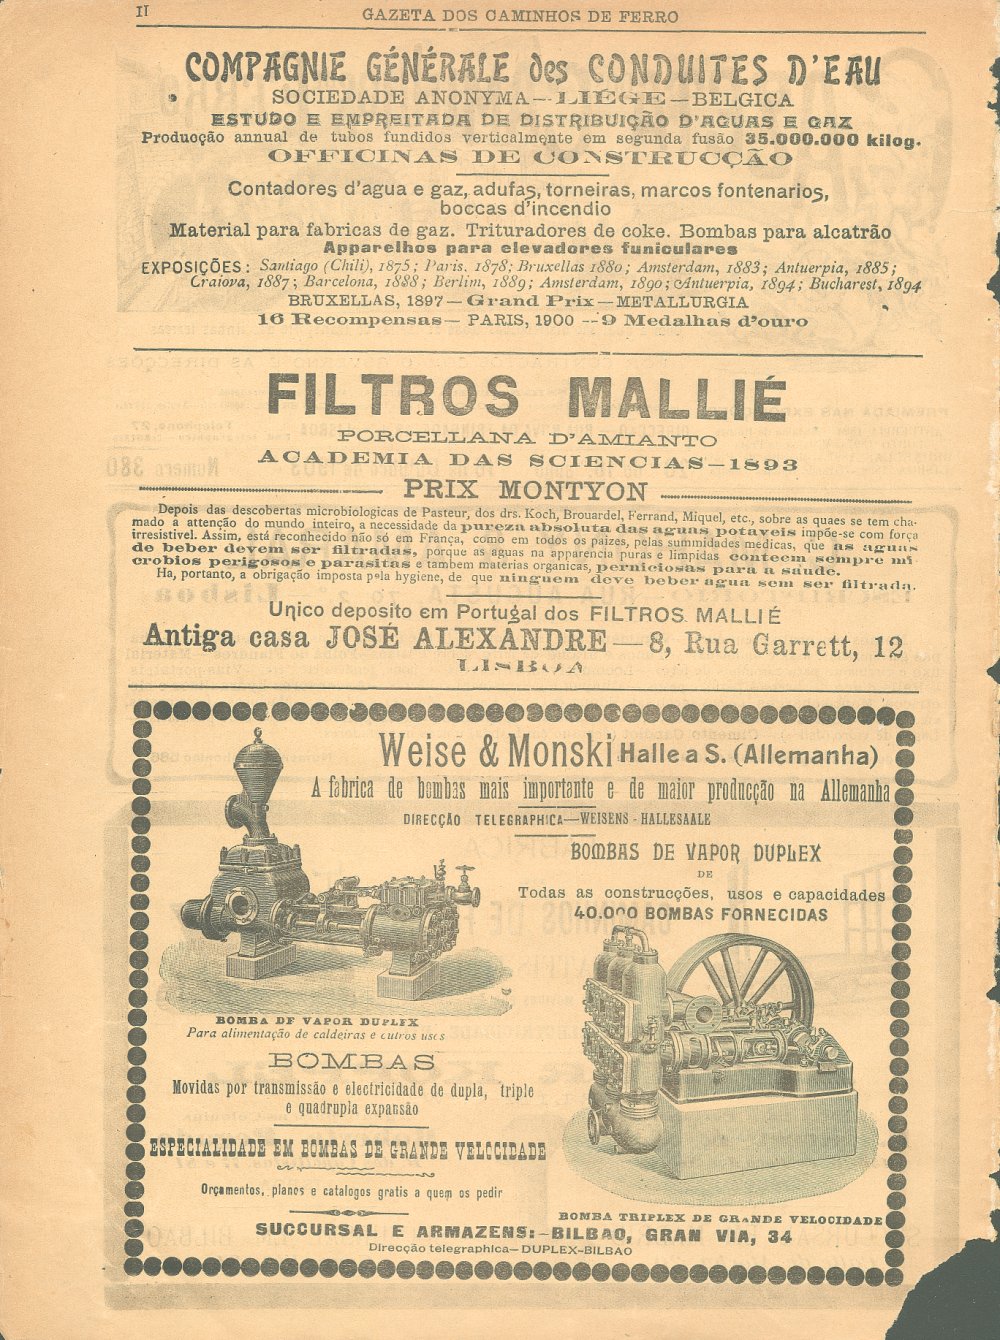 II
GAZETA DOS CAMINHOS DE FERRO
COMPAGNIE GÉNÉRALE des CONDUITES D'EAU
SOCIEDADE ANONYMA—LIÉGE—BELGICA
ESTUDO E EMPREITADA DE DISTRIBUIÇÃO D'AGUAS E GAZ
Producção annual de tubos fundidos verticalmente em segunda fusão 35.000.000 kilog.
OFFICINAS DE CONSTRUCÇÃO
Contadores d'agua e gaz, adufas, torneiras, marcos fontenarios,
boccas d'incendio
Material para fabricas de gaz. Trituradores de coke. Bombas para alcatrão
Apparelhos para elevadores funiculares
EXPOSIÇÕES: Santiago (Chili), 1875; Paris. 1878; Bruxellas 1880; Amsterdam, 1883; Antuerpia, 1885;
Craiova, 1887; Barcelona, 1888; Berlim, 1889; Amsterdam, 1890; Antuerpia, 1894; Bucharest, 1894
BRUXELLAS, 1897—Grand Prix—METALLURGIA
16 Recompensas—PARIS, 1900—9 Medalhas d'ouro
FILTROS MALLIÉ
PORCELLANA D'AMIANTO
ACADEMIA DAS SCIENCIAS—1893
PRIX MONTYON
Depois das descobertas microbiologicas de Pasteur, dos drs. Koch, Brouardel, Ferrand, Miquel, etc., sobre as quaes se tem cha-
mado a attenção do mundo inteiro, a necessidade da pureza absoluta das aguas potaveis impõe-se com força
irresistivel. Assim, está reconhecido não só em França, como em todos os paizes, pelas summidades medicas, que as aguas
de beber devem ser filtradas, porque as aguas na apparencia puras e limpidas conteem sempre mi-
crobios perigosos e parasitas e tambem matérias organicas, perniciosas para a saude.
Ha, portanto, a obrigação imposta pela hygiene, de que ninguem deve beber agua sem ser filtrada.
Unico deposito em Portugal dos FILTROS MALLIÉ
Antiga casa JOSÉ ALEXANDRE—8, Rua Garrett, 12
LISBOA
Weise & Monski Halle a S. (Allemanha)
A fabrica de bombas mais importante e de maior producção na Allemanha
DIRECÇÃO TELEGRAPHICA—WEISENS-HALLESAALE
BOMBAS DE VAPOR DUPLEX
DE
Todas as construcções, usos e capacidades
40.000 BOMBAS FORNECIDAS
BOMBA DE VAPOR DUPLEX
Para alimentação de caldeiras e outros uses
BOMBAS
Movidas por transmissão e electricidade de dupla, triple
e quadrupla expansão
ESPECIALIDADE EM BOMBAS DE GRANDE VELOCIDADE
Orçamentos, planos e catalogos gratis a quem os pedir
BOMBA TRIPLEX DE GRANDE VELOCIDADE
SUCCURSAL E ARMAZENS:—BILBAO, GRAN VIA, 34
Direcção telegraphica—DUPLEX-BILBAO